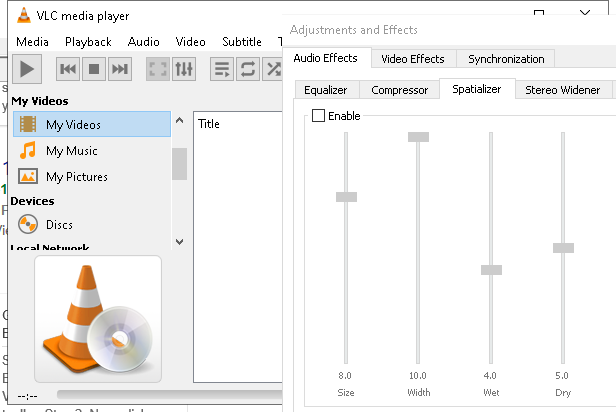 VLC media player
Media Playback Audio Video Subtitle T
My Videos
My Videos
My Music
My Pictures
Devices
Discs
Local Network
Title
--:--
Adjustments and Effects
Audio Effects Video Effects Synchronization
Equalizer Compressor Spatializer Stereo Widener
Enable
8.0 10.0 4.0 5.0
Size Width Wet Dry